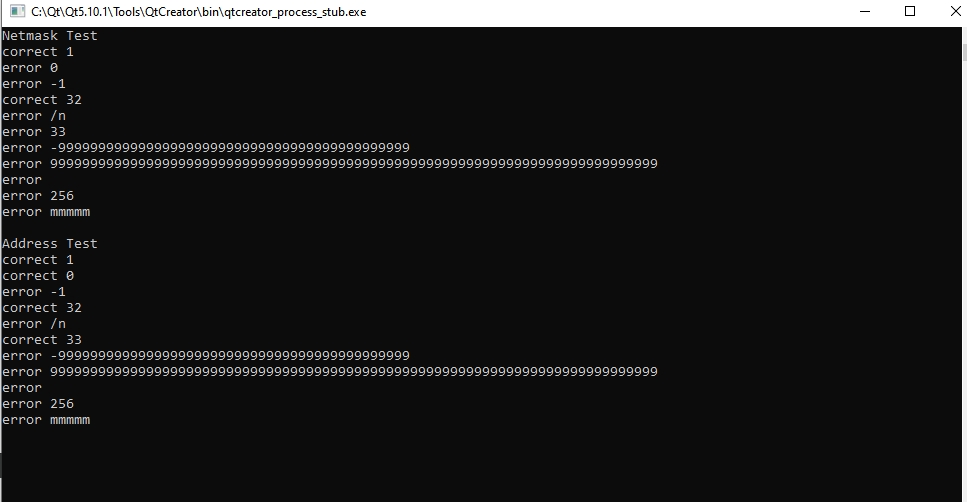 C:\Qt\Qt5.10.1\Tools\QtCreator\bin\qtcreator_process_stub.exe
Netmask Test
correct 1
error 0
error -1
correct 32
error /n
error 33
error -99999999999999999999999999999999999999999999
error 9999999999999999999999999999999999999999999999999999999999999999999999999999
error
error 256
error mmmmm
Address Test
correct 1
correct 0
error -1
correct 32
error /n
correct 33
error -99999999999999999999999999999999999999999999
error 9999999999999999999999999999999999999999999999999999999999999999999999999999
error
error 256
error mmmmm